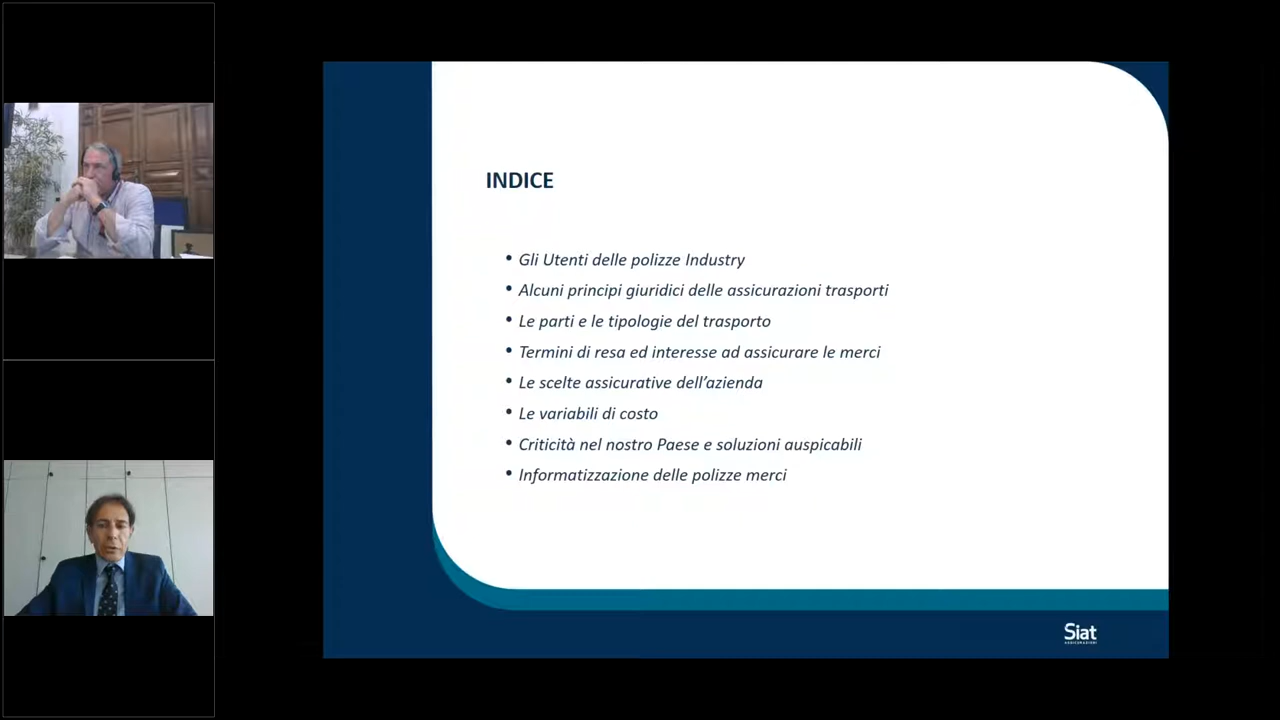 INDICE
• Gli Utenti delle polizze Industry
• Alcuni principi giuridici delle assicurazioni trasporti
• Le parti e le tipologie del trasporto
• Termini di resa ed interesse ad assicurare le merci
• Le scelte assicurative dell’azienda
• Le variabili di costo
• Criticità nel nostro Paese e soluzioni auspicabili
• Informatizzazione delle polizze merci
Siat
ASSICURAZIONI